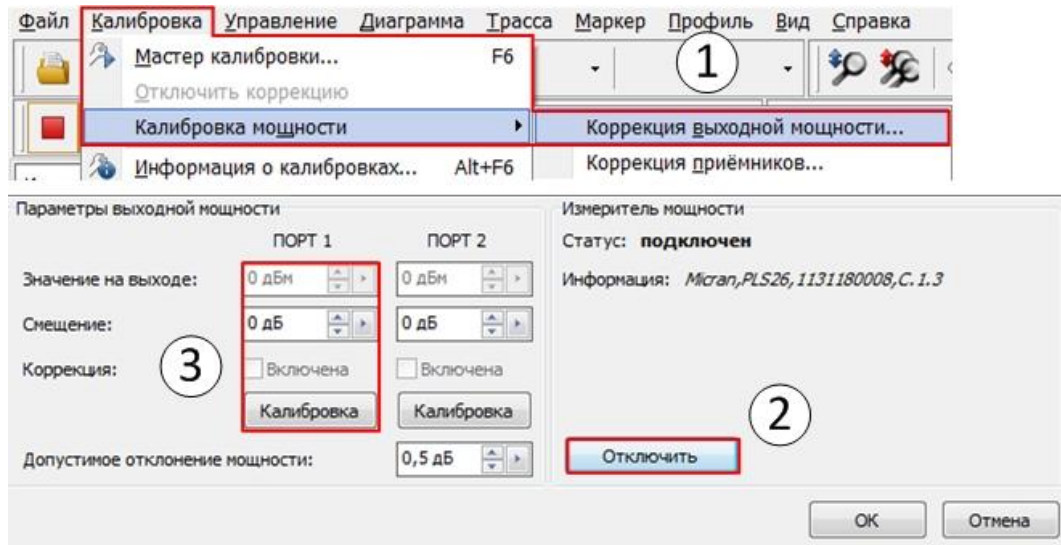 Файл Калибровка Управление Диаграмма Трасса Маркер Профиль Вид Справка
Мастер калибровки... F6
1
Отключить коррекцию
Калибровка мощности
Коррекция выходной мощности...
Информация о калибровках... Alt+F6
Коррекция приёмников...
Параметры выходной мощности
ПОРТ 1 ПОРТ 2
Значение на выходе: 0 дБм 0 дБм
Смещение: 0 дБ 0 дБ
Коррекция: Включена Включена
3
Калибровка Калибровка
Допустимое отклонение мощности: 0,5 дБ
Измеритель мощности
Статус: подключен
Информация: Micran,PLS26,1131180008,C.1.3
2
Отключить
ОК Отмена